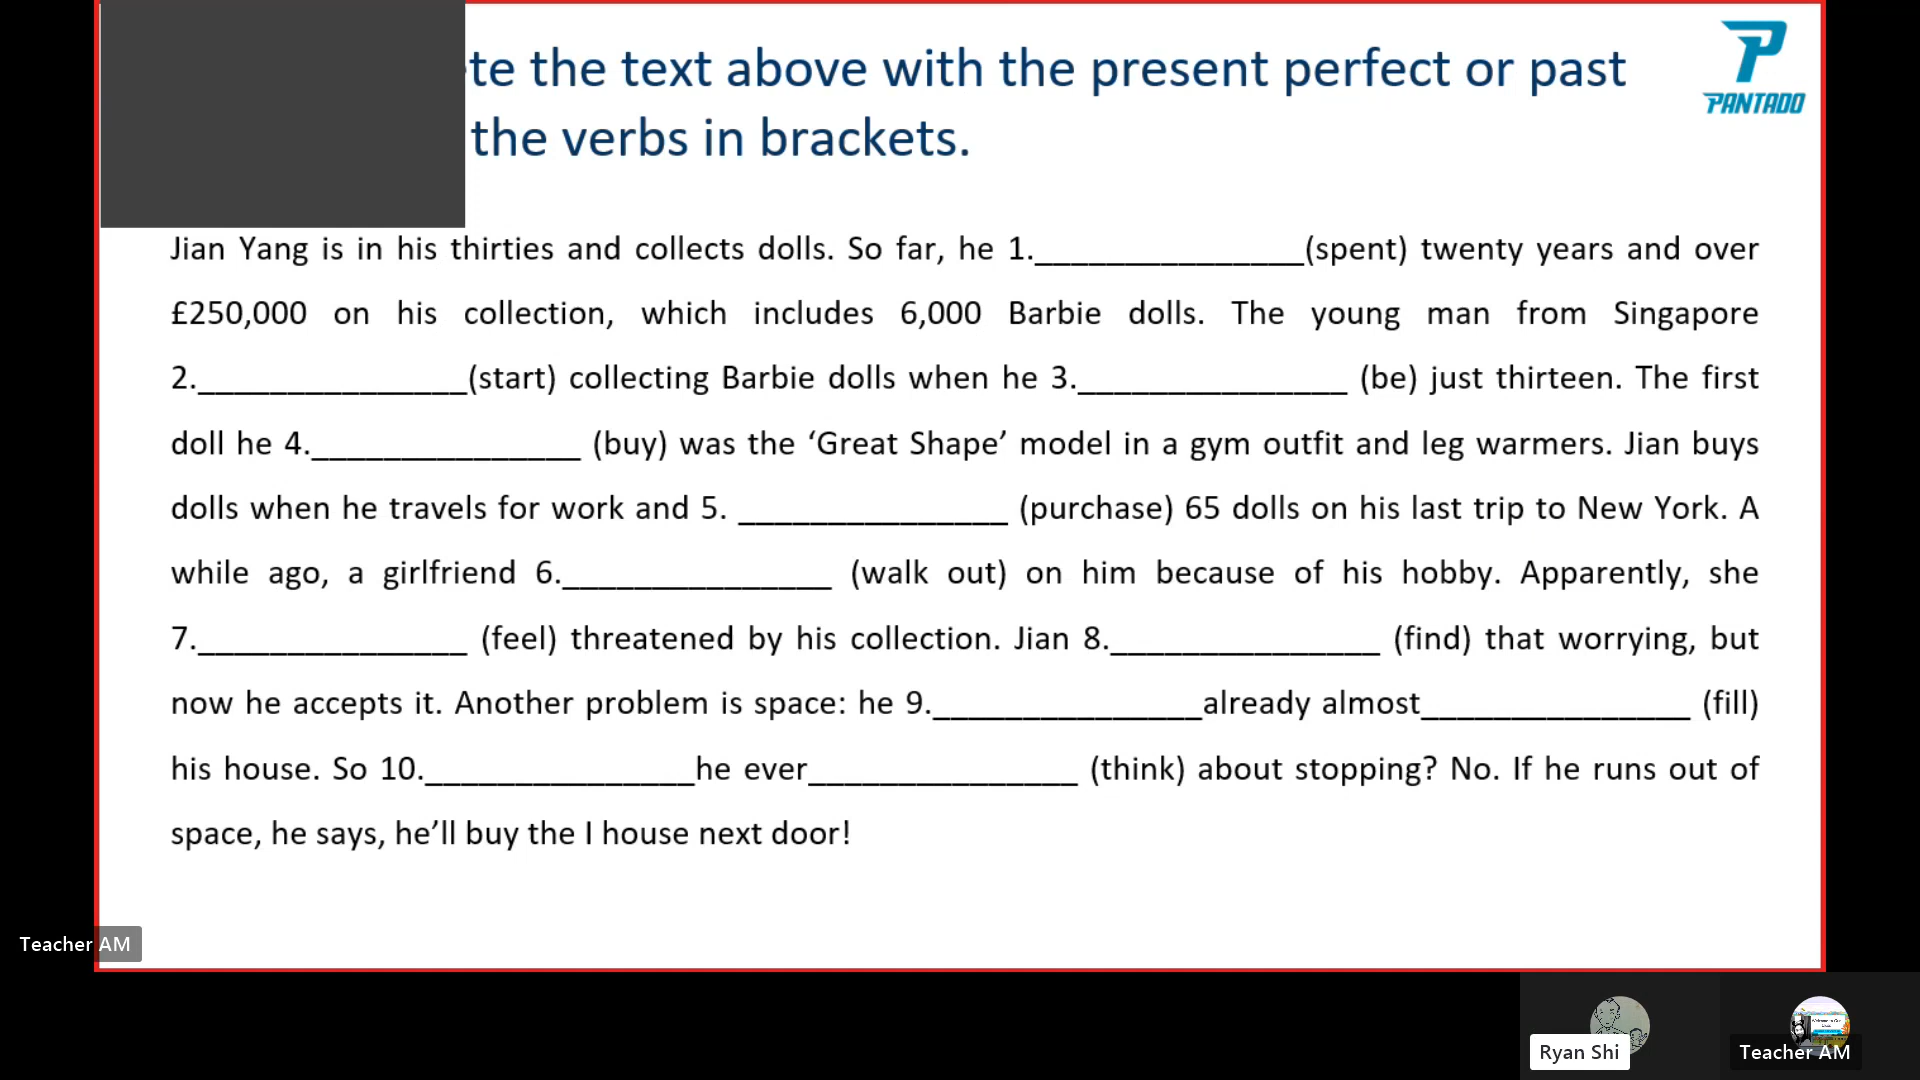 te the text above with the present perfect or past
the verbs in brackets.
PANTADO
Jian Yang is in his thirties and collects dolls. So far, he 1._______________(spent) twenty years and over
£250,000 on his collection, which includes 6,000 Barbie dolls. The young man from Singapore
2._______________(start) collecting Barbie dolls when he 3._______________ (be) just thirteen. The first
doll he 4._______________ (buy) was the ‘Great Shape’ model in a gym outfit and leg warmers. Jian buys
dolls when he travels for work and 5. _______________ (purchase) 65 dolls on his last trip to New York. A
while ago, a girlfriend 6._______________ (walk out) on him because of his hobby. Apparently, she
7._______________ (feel) threatened by his collection. Jian 8._______________ (find) that worrying, but
now he accepts it. Another problem is space: he 9._______________already almost_______________ (fill)
his house. So 10._______________he ever_______________ (think) about stopping? No. If he runs out of
space, he says, he’ll buy the I house next door!
Teacher AM
Ryan Shi
Teacher AM